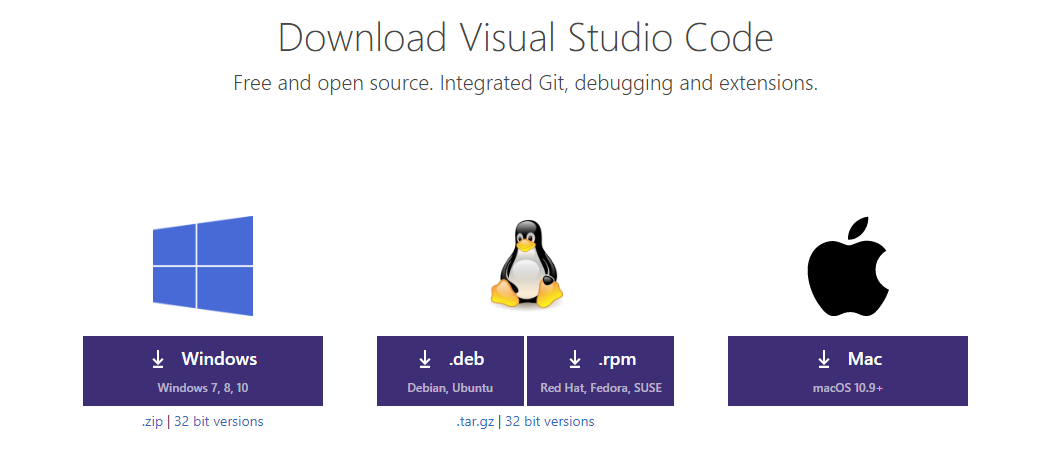 Download Visual Studio Code
Free and open source. Integrated Git, debugging and extensions.
Windows
Windows 7, 8, 10
.zip | 32 bit versions
.deb
Debian, Ubuntu
.rpm
Red Hat, Fedora, SUSE
.tar.gz | 32 bit versions
Mac
macOS 10.9+